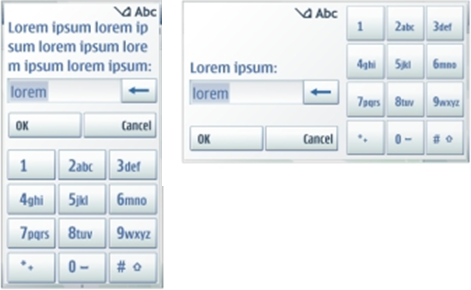 Abc
Lorem ipsum lorem ip
sum lorem ipsum lore
m ipsum lorem ipsum:
lorem
OK Cancel
1 2abc 3def
4ghi 5jkl 6mno
7pqrs 8tuv 9wxyz
*+ 0– #
Abc
Lorem ipsum:
lorem
OK Cancel
1 2abc 3def
4ghi 5jkl 6mno
7pqrs 8tuv 9wxyz
*+ 0– #